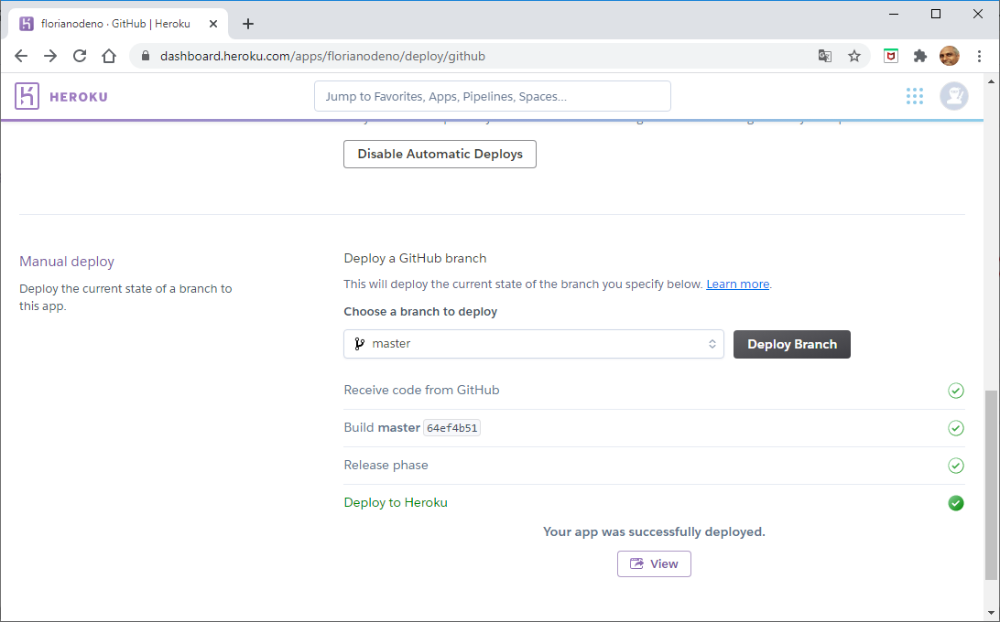 florianodeno · GitHub | Heroku
dashboard.heroku.com/apps/florianodeno/deploy/github
HEROKU
Jump to Favorites, Apps, Pipelines, Spaces...
Disable Automatic Deploys
Manual deploy
Deploy the current state of a branch to
this app.
Deploy a GitHub branch
This will deploy the current state of the branch you specify below. Learn more.
Choose a branch to deploy
master
Deploy Branch
Receive code from GitHub
Build master 64ef4b51
Release phase
Deploy to Heroku
Your app was successfully deployed.
View